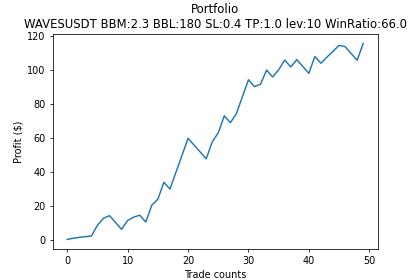 Portfolio
WAVESUSDT BBM:2.3 BBL:180 SL:0.4 TP:1.0 lev:10 WinRatio:66.0
120
100
80
60
40
20
0
Profit ($)
0 10 20 30 40 50
Trade counts